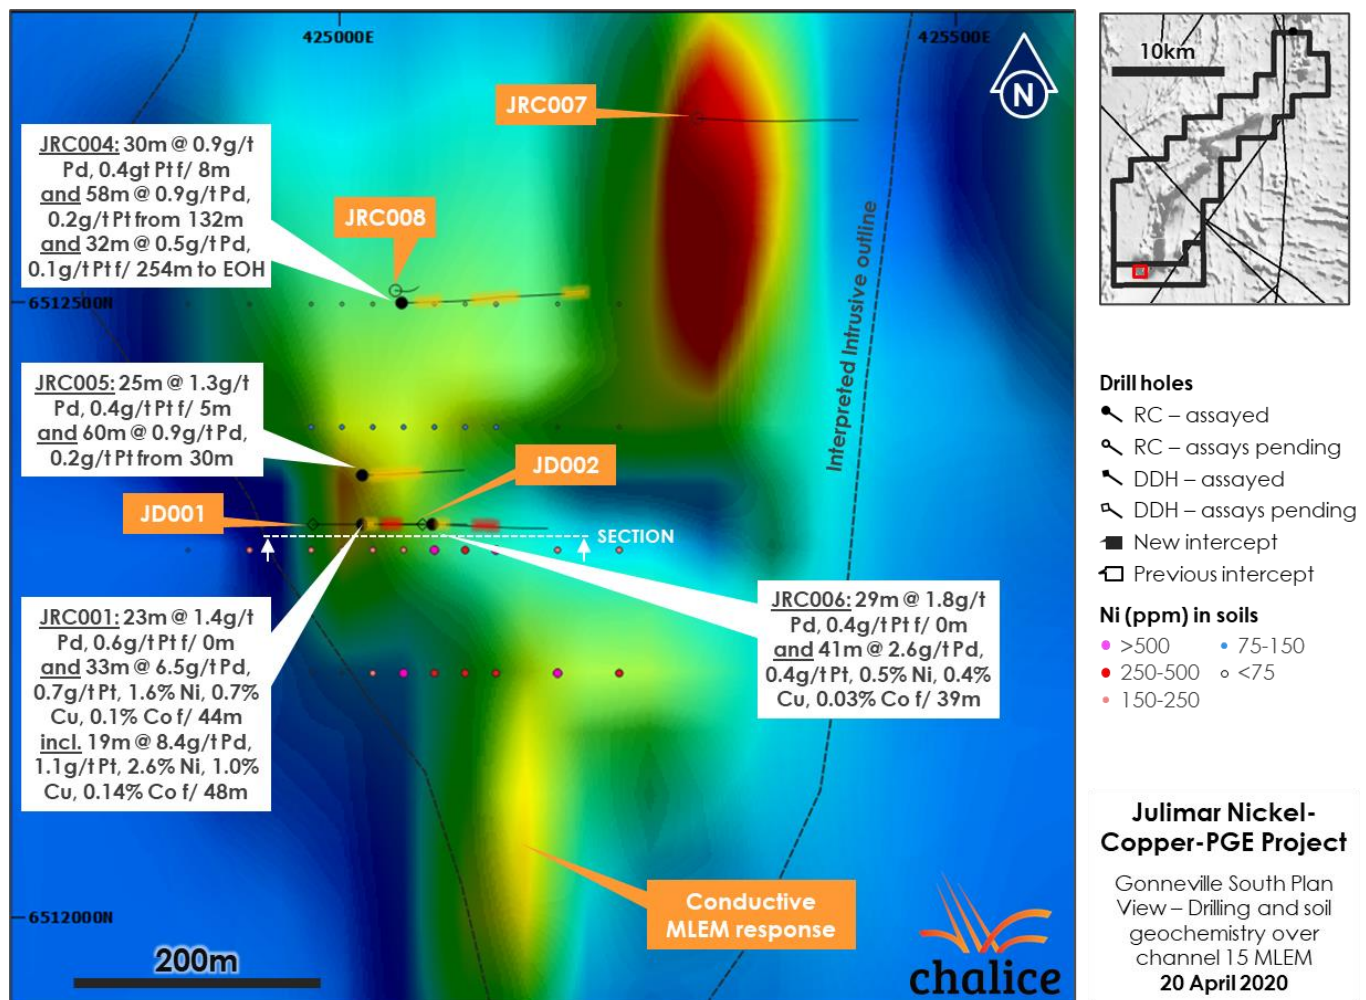 425000E
425500E
N
JRC007
JRC004: 30m @ 0.9g/t
Pd, 0.4gt Pt f/ 8m
and 58m @ 0.9g/t Pd,
0.2g/t Pt from 132m
and 32m @ 0.5g/t Pd,
0.1g/t Pt f/ 254m to EOH
JRC008
6512500N
Interpreted Intrusive outline
JRC005: 25m @ 1.3g/t
Pd, 0.4g/t Pt f/ 5m
and 60m @ 0.9g/t Pd,
0.2g/t Pt from 30m
JD002
JD001
SECTION
JRC001: 23m @ 1.4g/t
Pd, 0.6g/t Pt f/ 0m
and 33m @ 6.5g/t Pd,
0.7g/t Pt, 1.6% Ni, 0.7%
Cu, 0.1% Co f/ 44m
incl. 19m @ 8.4g/t Pd,
1.1g/t Pt, 2.6% Ni, 1.0%
Cu, 0.14% Co f/ 48m
JRC006: 29m @ 1.8g/t
Pd, 0.4g/t Pt f/ 0m
and 41m @ 2.6g/t Pd,
0.4g/t Pt, 0.5% Ni, 0.4%
Cu, 0.03% Co f/ 39m
Conductive
MLEM response
6512000N
200m
chalice
10km
Drill holes
RC – assayed
RC – assays pending
DDH – assayed
DDH – assays pending
New intercept
Previous intercept
Ni (ppm) in soils
>500
250-500
150-250
75-150
<75
Julimar Nickel-
Copper-PGE Project
Gonneville South Plan
View – Drilling and soil
geochemistry over
channel 15 MLEM
20 April 2020